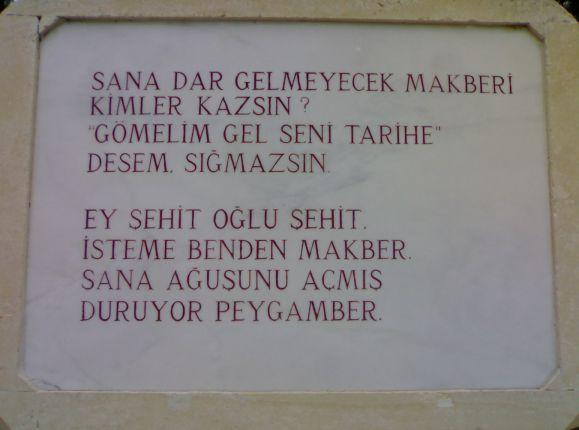 SANA DAR GELMEYECEK MAKBERİ
KİMLER KAZSIN ?
"GÖMELİM GEL SENİ TARİHE"
DESEM, SIĞMAZSIN.
EY ŞEHİT OĞLU ŞEHİT.
İSTEME BENDEN MAKBER.
SANA AĞUŞUNU AÇMIŞ
DURUYOR PEYGAMBER.